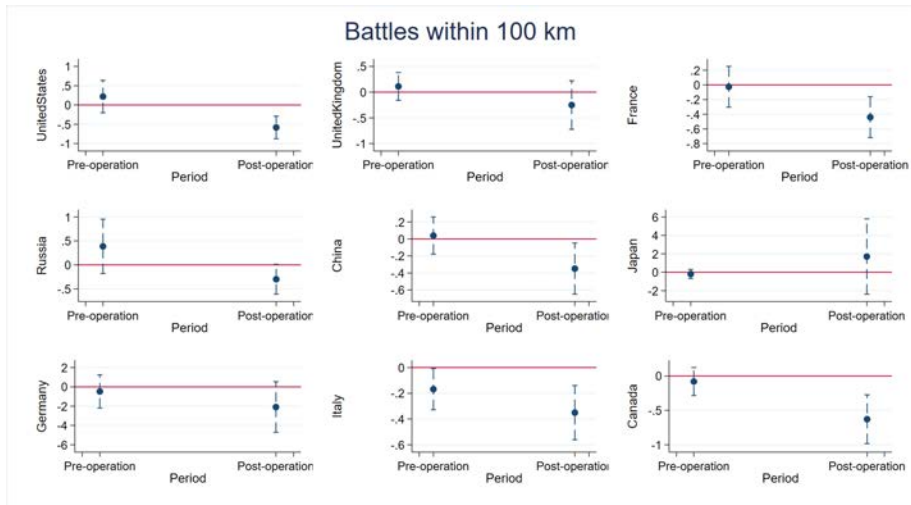 Battles within 100 km
UnitedStates
1
.5
0
-.5
-1
Pre-operation
Post-operation
Period
UnitedKingdom
.5
0
-.5
-1
Pre-operation
Post-operation
Period
France
.2
0
-.2
-.4
-.6
-.8
Pre-operation
Post-operation
Period
Russia
1
.5
0
-.5
Pre-operation
Post-operation
Period
China
.2
0
-.2
-.4
-.6
Pre-operation
Post-operation
Period
Japan
6
4
2
0
-2
Pre-operation
Post-operation
Period
Germany
2
0
-2
-4
-6
Pre-operation
Post-operation
Period
Italy
0
-.2
-.4
-.6
Pre-operation
Post-operation
Period
Canada
0
-.5
-1
Pre-operation
Post-operation
Period